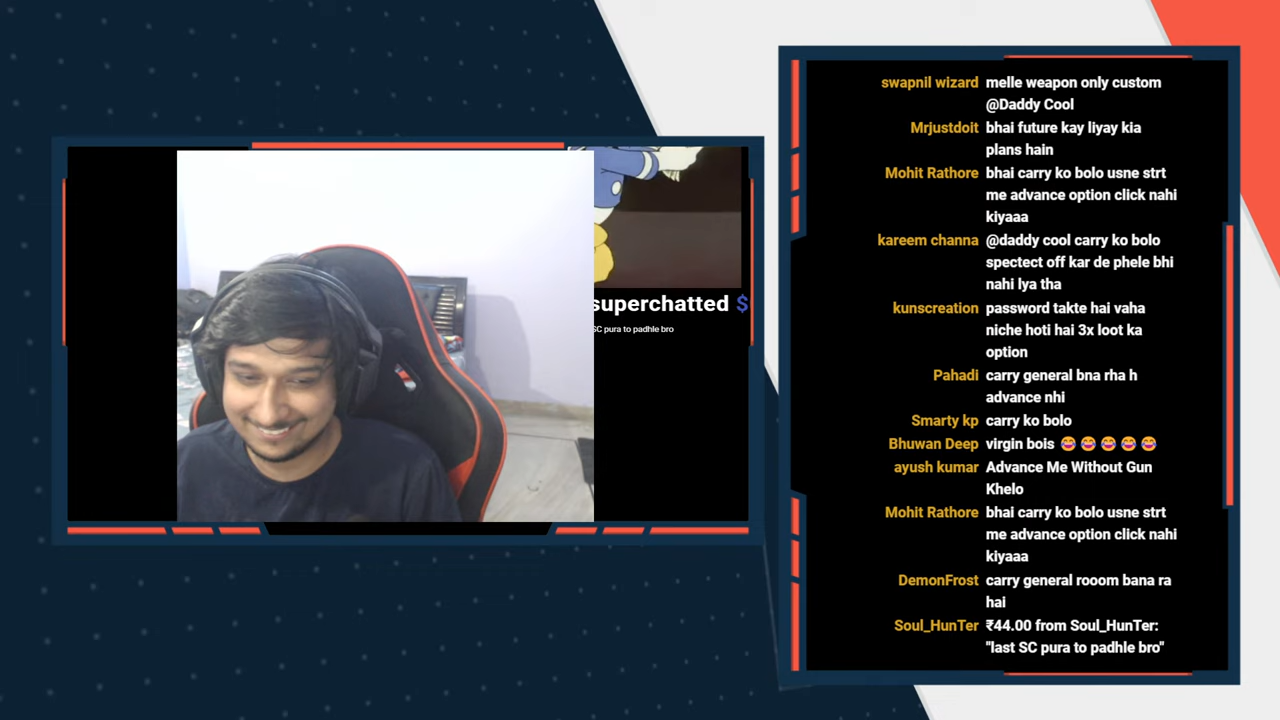 superchatted $
SC pura to padhle bro
swapnil wizard melle weapon only custom
@Daddy Cool
Mrjustdoit bhai future kay liyay kia
plans hain
Mohit Rathore bhai carry ko bolo usne strt
me advance option click nahi
kiyaaa
kareem channa @daddy cool carry ko bolo
spectect off kar de phele bhi
nahi lya tha
kunscreation password takte hai vaha
niche hoti hai 3x loot ka
option
Pahadi carry general bna rha h
advance nhi
Smarty kp carry ko bolo
Bhuwan Deep virgin bois 😂 😂 😂 😂 😂
ayush kumar Advance Me Without Gun
Khelo
Mohit Rathore bhai carry ko bolo usne strt
me advance option click nahi
kiyaaa
DemonFrost carry general rooom bana ra
hai
Soul_HunTer ₹44.00 from Soul_HunTer:
"last SC pura to padhle bro"